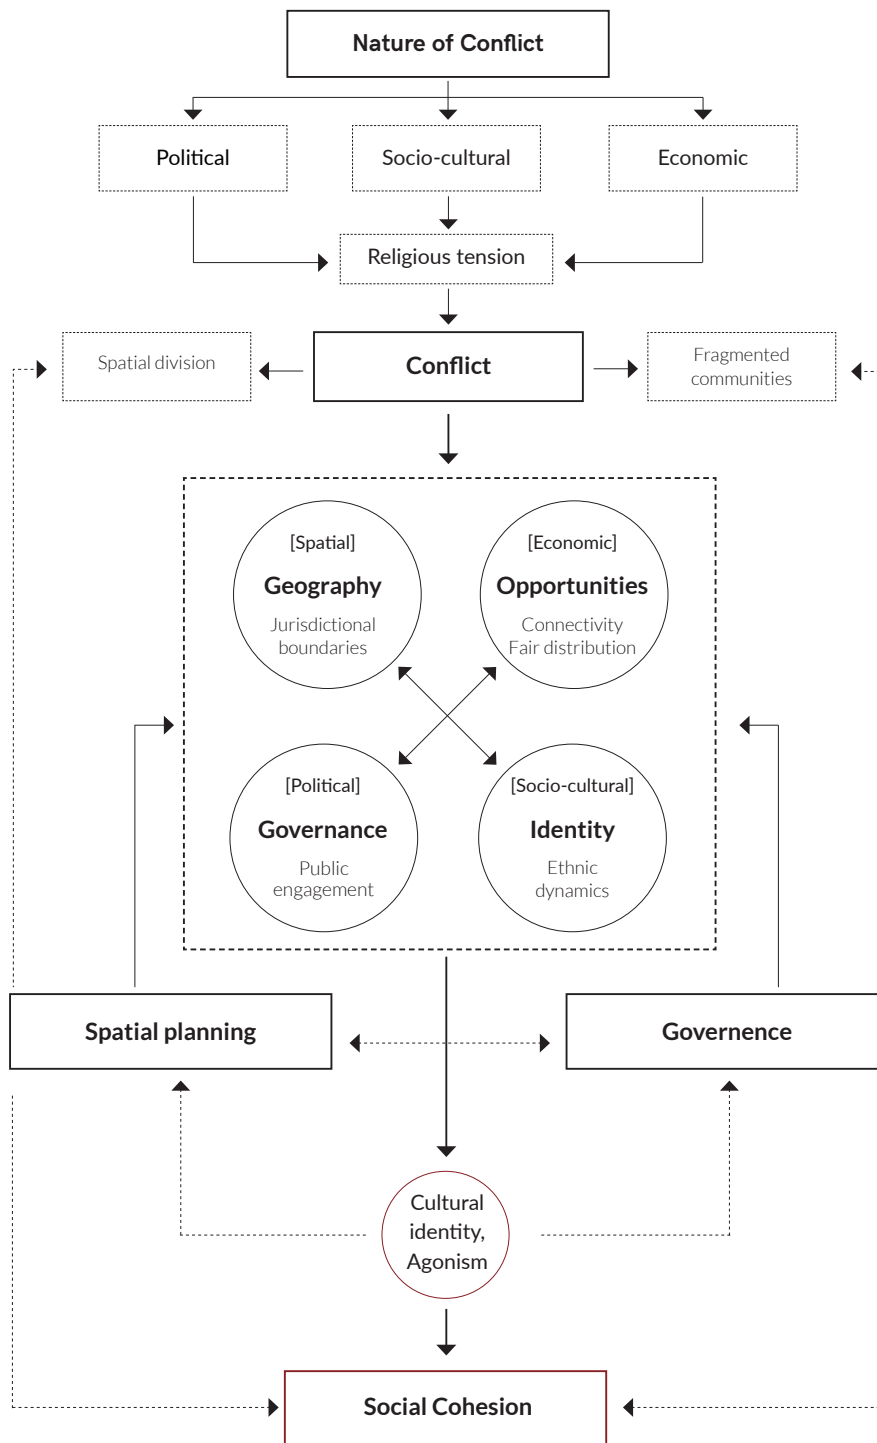 Nature of Conflict
Political
Socio-cultural
Economic
Religious tension
Spatial division
Conflict
Fragmented
communities
[Spatial]
Geography
Jurisdictional
boundaries
[Economic]
Opportunities
Connectivity
Fair distribution
[Political]
Governance
Public
engagement
[Socio-cultural]
Identity
Ethnic
dynamics
Spatial planning
Governence
Cultural
identity,
Agonism
Social Cohesion